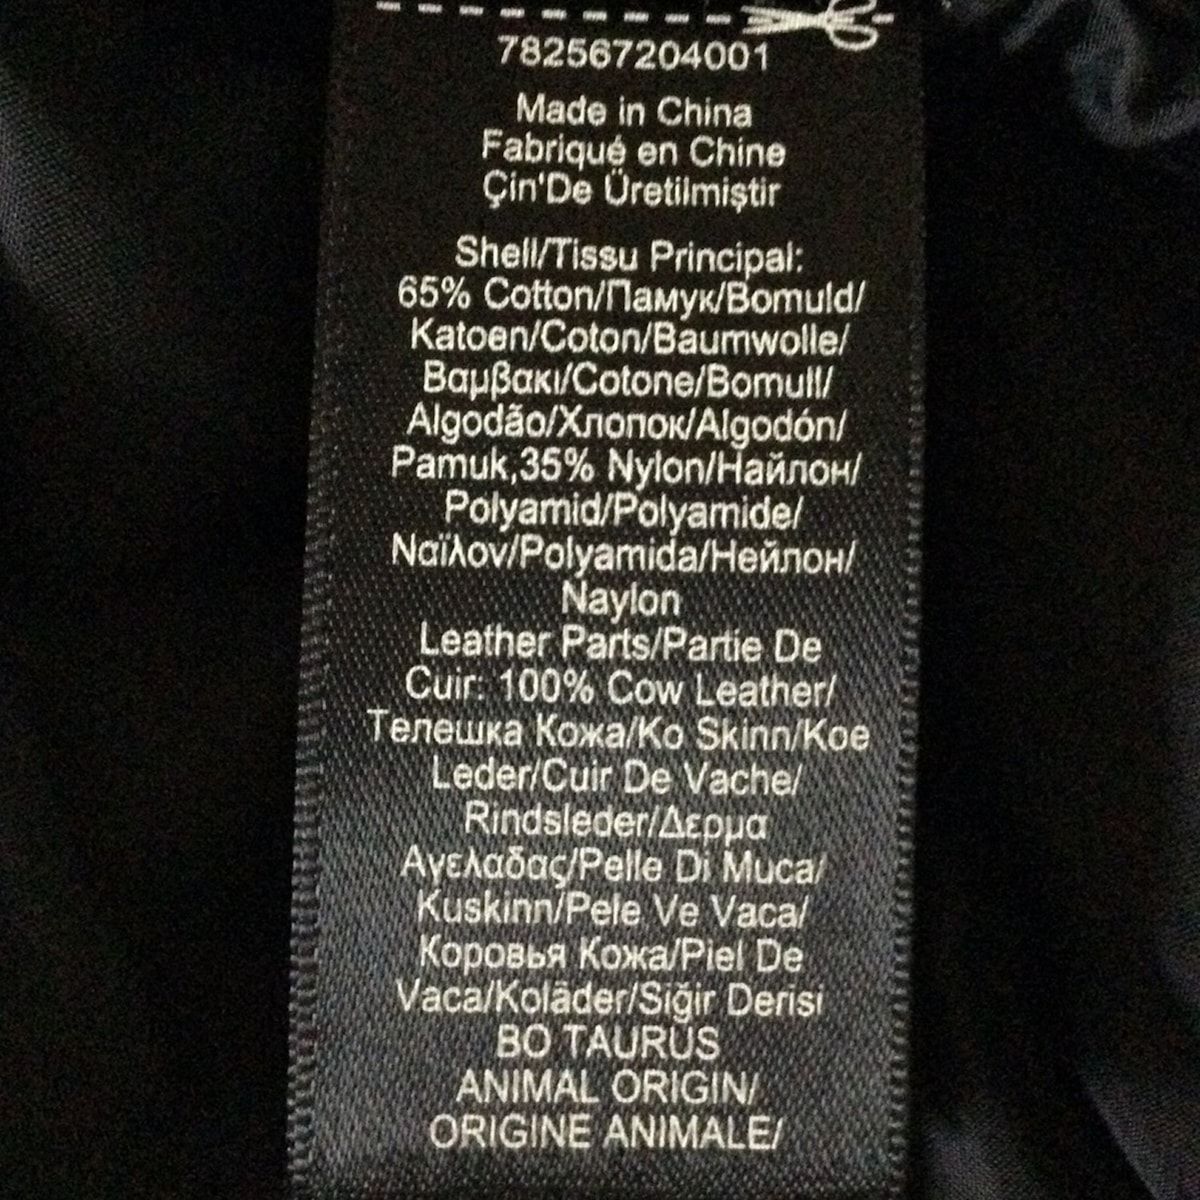 782567204001
Made in China
Fabriqué en Chine
Çin'De Üretilmiştir
Shell/Tissu Principal:
65% Cotton/Памук/Bomuld/
Katoen/Coton/Baumwolle/
Βαμβακι/Cotone/Bomull/
Algodão/Хлопок/Algodón/
Pamuk,35% Nylon/Найлон/
Polyamid/Polyamide/
Ναϊλον/Polyamida/Нейлон/
Naylon
Leather Parts/Partie De
Cuir: 100% Cow Leather/
Телешка Кожа/Ko Skinn/Koe
Leder/Cuir De Vache/
Rindsleder/Δερμα
Αγελαδας/Pelle Di Muca/
Kuskinn/Pele Ve Vaca/
Коровья Кожа/Piel De
Vaca/Koläder/Siğir Derisi
BO TAURUS
ANIMAL ORIGIN/
ORIGINE ANIMALE/